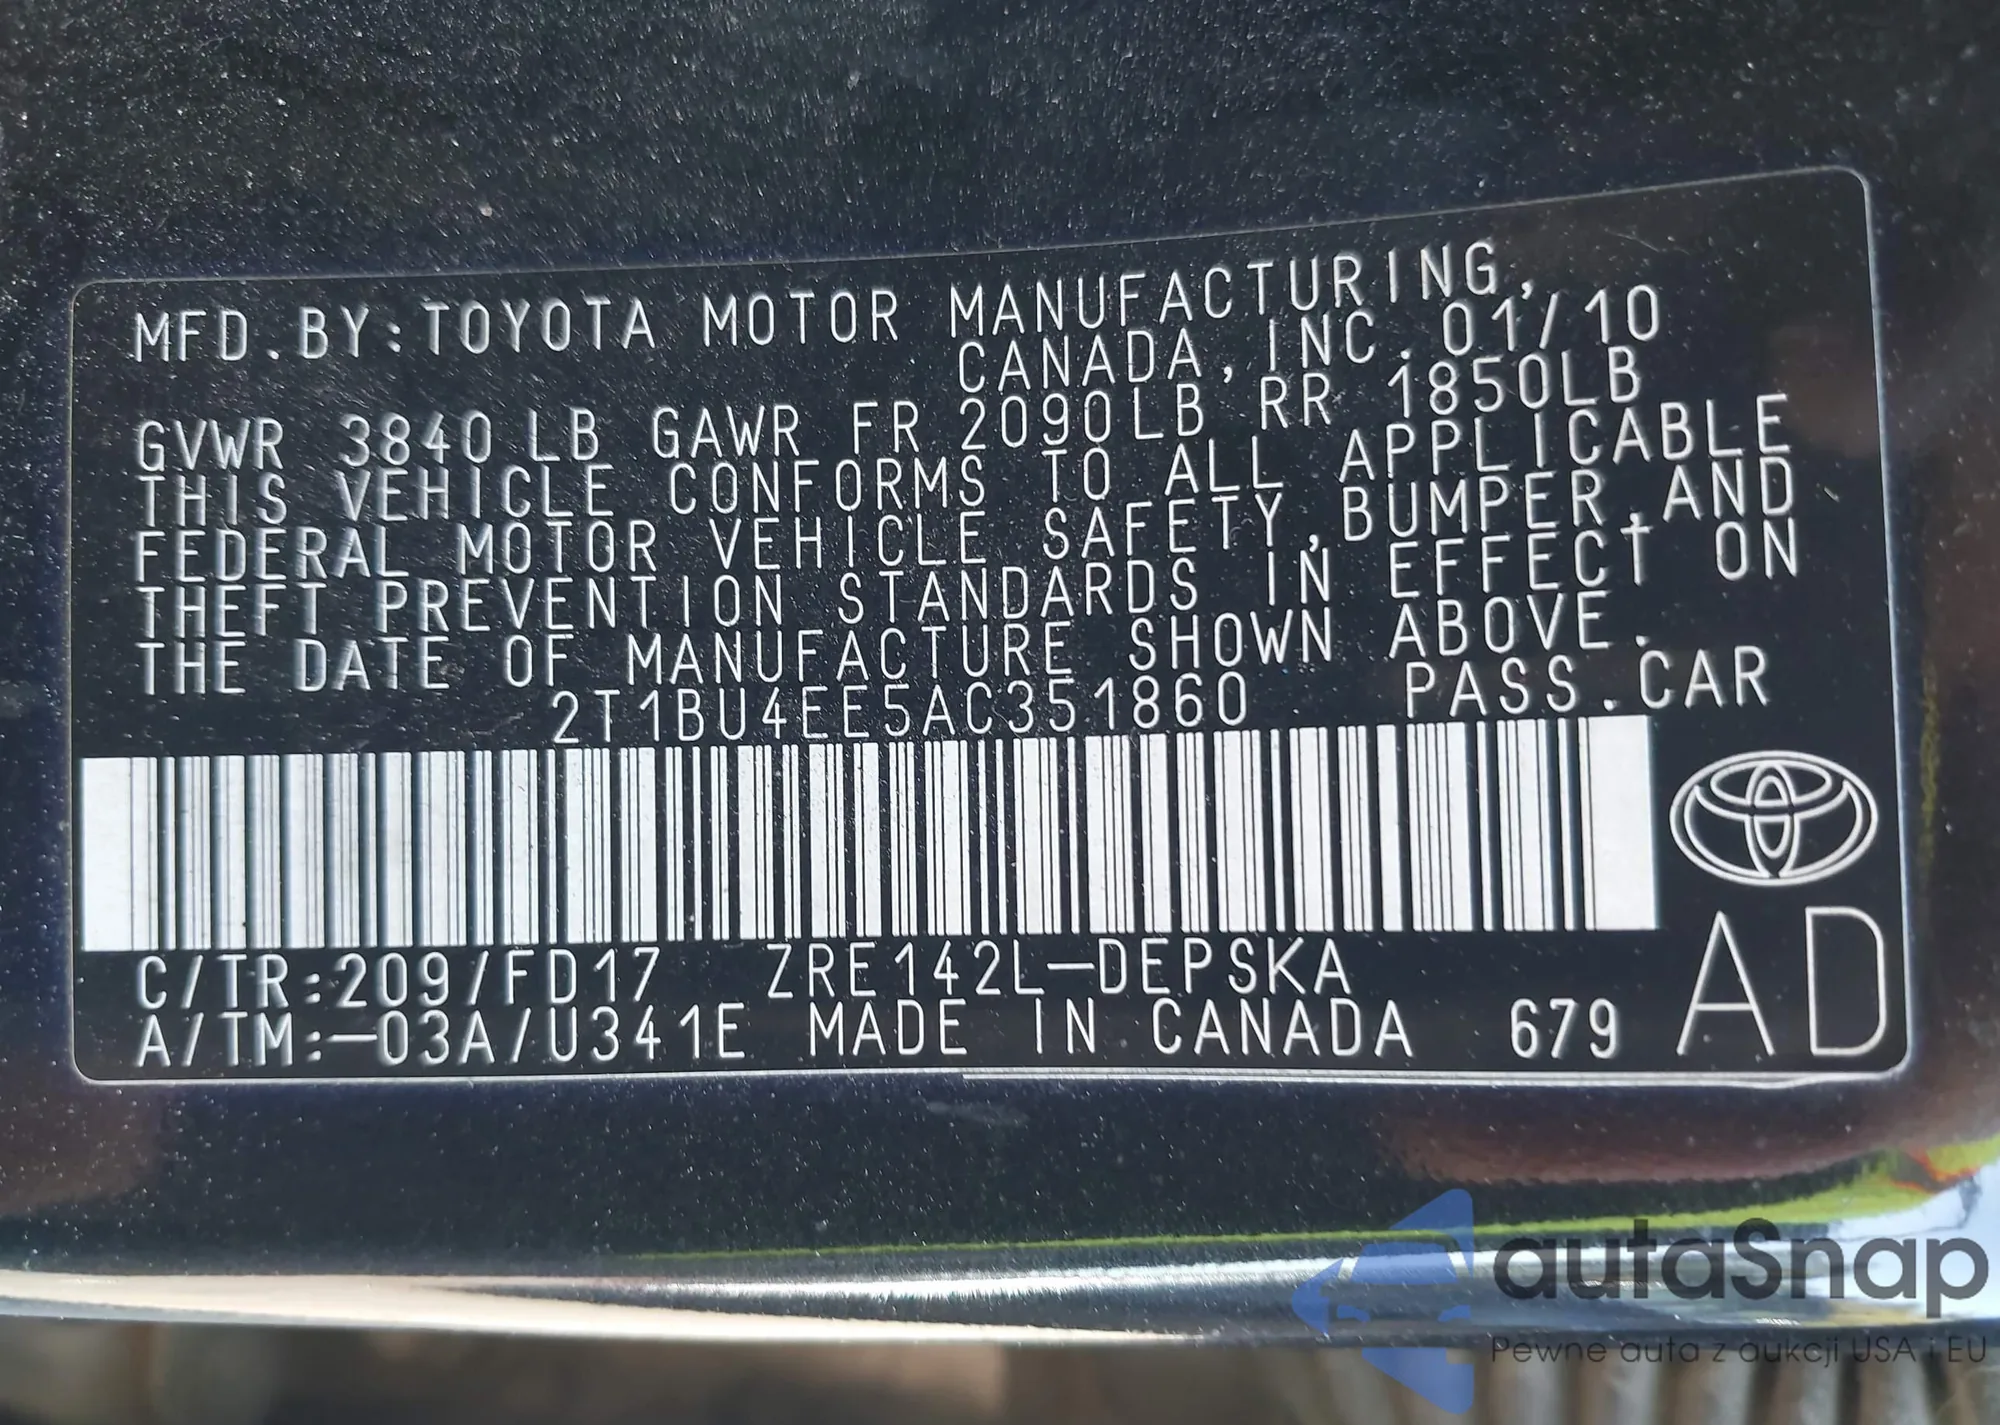 MFD.BY:TOYOTA MOTOR MANUFACTURING,
CANADA,INC.01/10
GVWR 3840LB GAWR FR 2090LB RR 1850LB
THIS VEHICLE CONFORMS TO ALL APPLICABLE
FEDERAL MOTOR VEHICLE SAFETY,BUMPER,AND
THEFT PREVENTION STANDARDS IN EFFECT ON
THE DATE OF MANUFACTURE SHOWN ABOVE.
2T1BU4EE5AC351860 PASS.CAR
C/TR:209/FD17 ZRE142L-DEPSKA
A/TM:-03A/U341E MADE IN CANADA 679
AD
autaSnap
Pewne auta z aukcji USA i EU